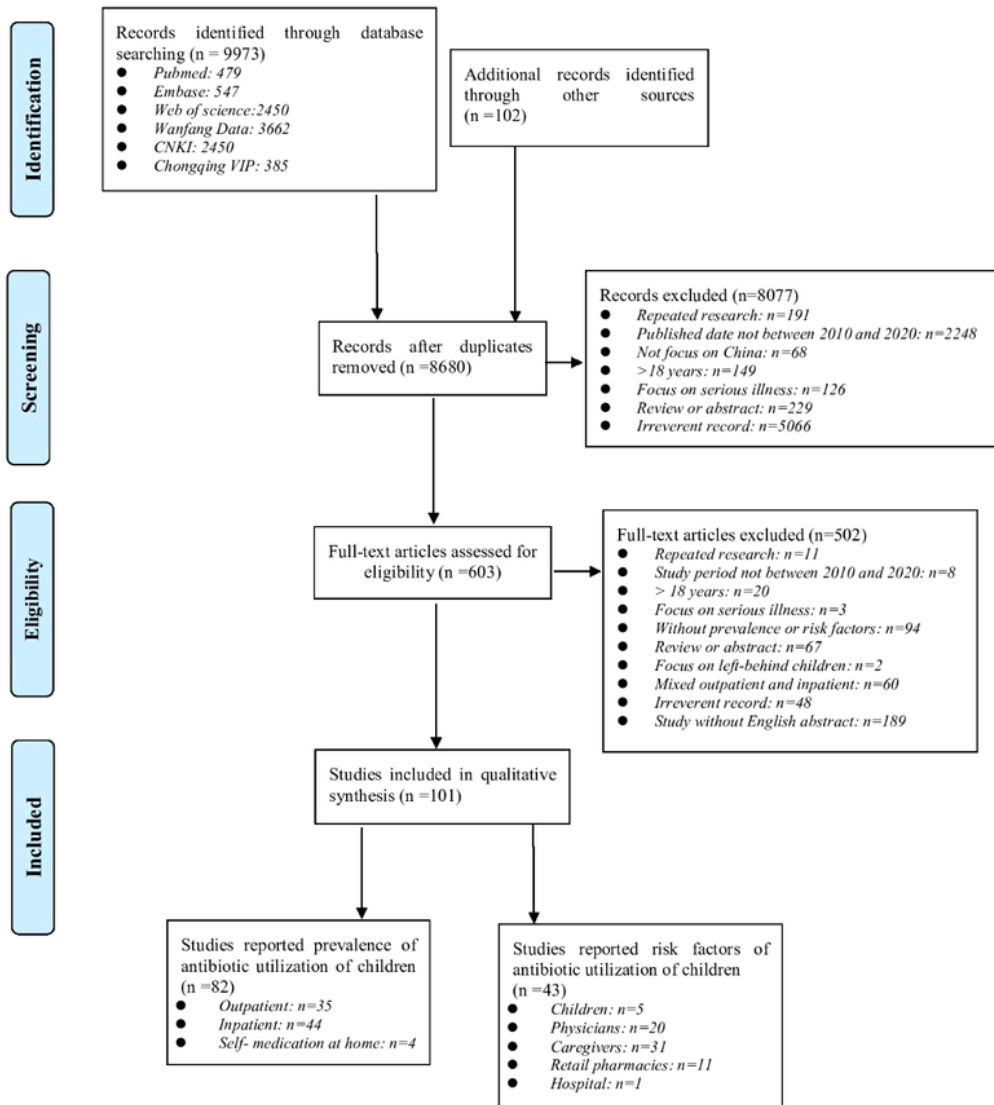 Identification
Records identified through database
searching (n = 9973)
● Pubmed: 479
● Embase: 547
● Web of science:2450
● Wanfang Data: 3662
● CNKI: 2450
● Chongqing VIP: 385
Additional records identified
through other sources
(n =102)
Screening
Records after duplicates
removed (n =8680)
Records excluded (n=8077)
● Repeated research: n=191
● Published date not between 2010 and 2020: n=2248
● Not focus on China: n=68
● >18 years: n=149
● Focus on serious illness: n=126
● Review or abstract: n=229
● Irreverent record: n=5066
Eligibility
Full-text articles assessed for
eligibility (n =603)
Full-text articles excluded (n=502)
● Repeated research: n=11
● Study period not between 2010 and 2020: n=8
● > 18 years: n=20
● Focus on serious illness: n=3
● Without prevalence or risk factors: n=94
● Review or abstract: n=67
● Focus on left-behind children: n=2
● Mixed outpatient and inpatient: n=60
● Irreverent record: n=48
● Study without English abstract: n=189
Included
Studies included in qualitative
synthesis (n =101)
Studies reported prevalence of
antibiotic utilization of children
(n =82)
● Outpatient: n=35
● Inpatient: n=44
● Self- medication at home: n=4
Studies reported risk factors of
antibiotic utilization of children
(n =43)
● Children: n=5
● Physicians: n=20
● Caregivers: n=31
● Retail pharmacies: n=11
● Hospital: n=1